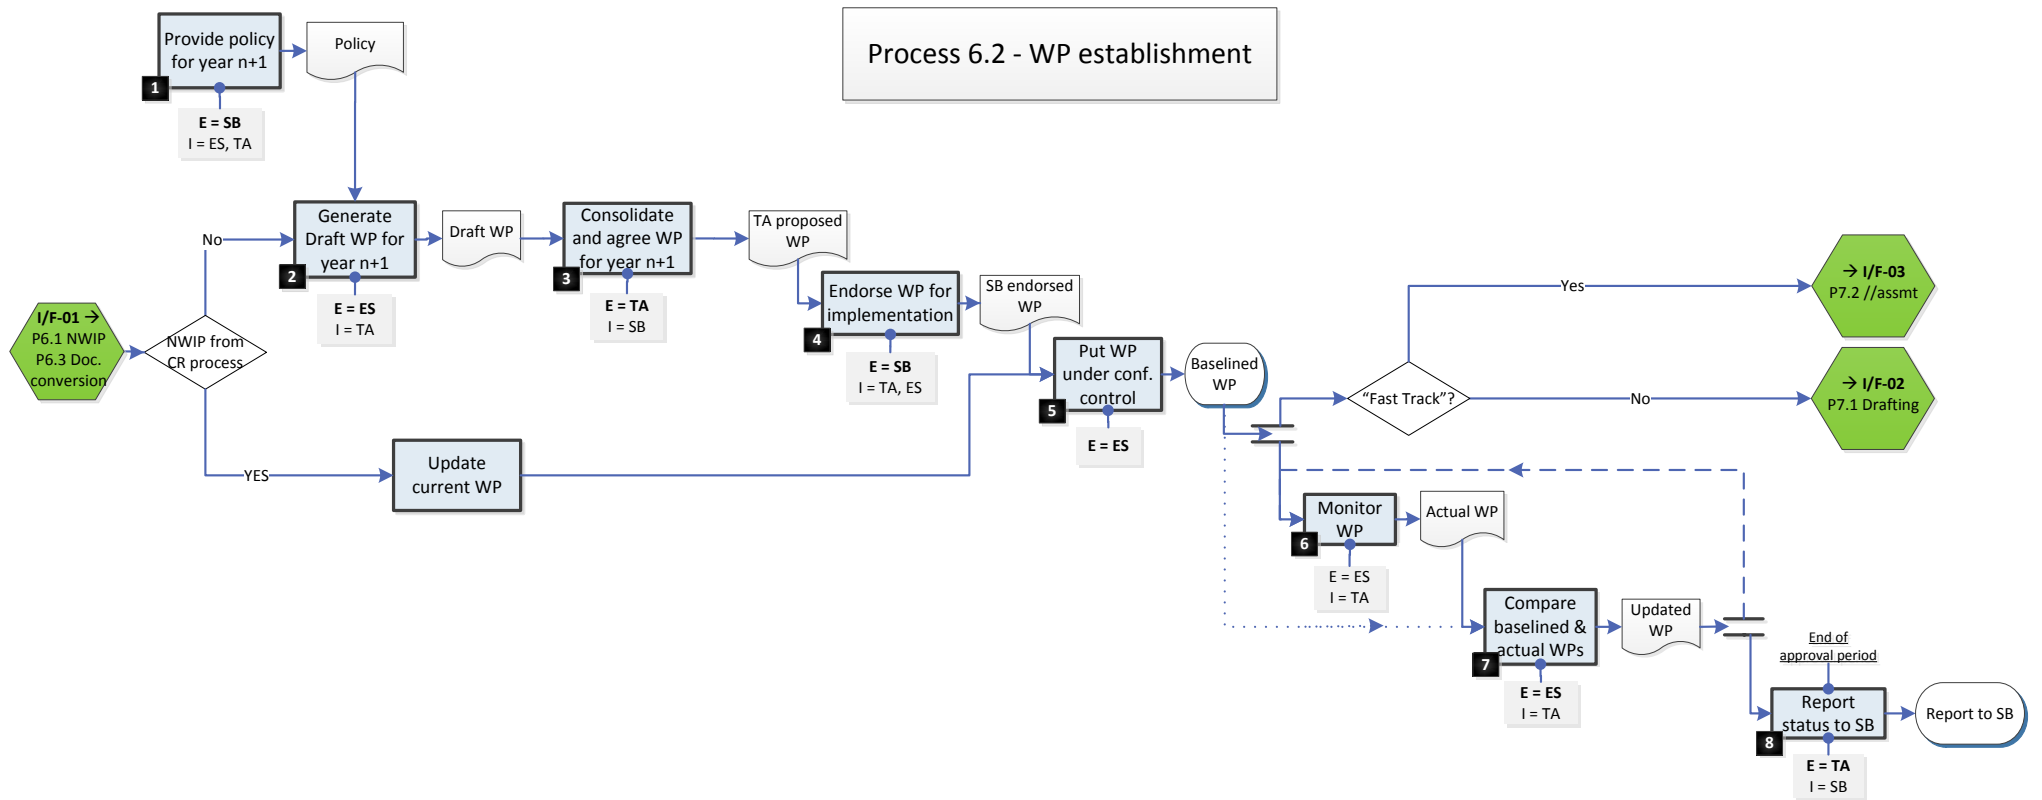 Process 6.2 - WP establishment
Provide policy
for year n+1
1
E = SB
I = ES, TA
Policy
I/F-01 →
P6.1 NWIP
P6.3 Doc.
conversion
NWIP from
CR process
No
YES
Generate
Draft WP for
year n+1
2
E = ES
I = TA
Draft WP
Consolidate
and agree WP
for year n+1
3
E = TA
I = SB
TA proposed
WP
Endorse WP for
implementation
4
E = SB
I = TA, ES
SB endorsed
WP
Update
current WP
Put WP
under conf.
control
5
E = ES
Baselined
WP
“Fast Track”?
Yes
No
→ I/F-03
P7.2 //assmt
→ I/F-02
P7.1 Drafting
Monitor
WP
6
E = ES
I = TA
Actual WP
Compare
baselined &
actual WPs
7
E = ES
I = TA
Updated
WP
End of
approval period
Report
status to SB
8
E = TA
I = SB
Report to SB